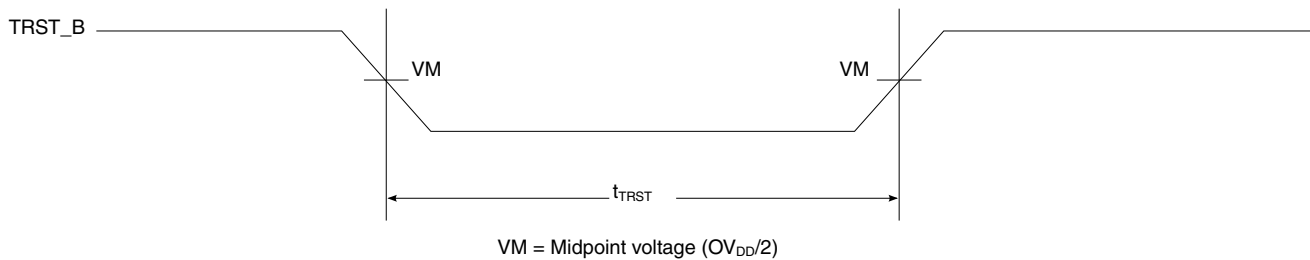 TRST_B
VM VM
tTRST
VM = Midpoint voltage (OVDD/2)